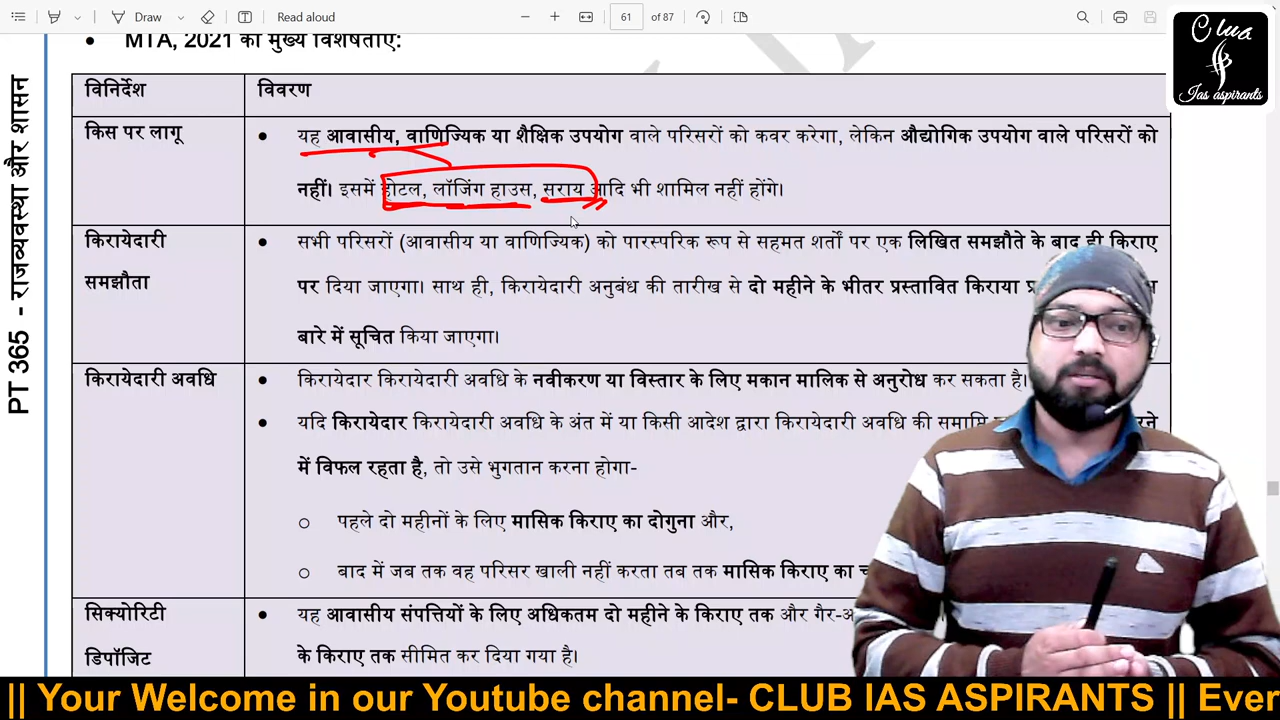 Draw
Read aloud
61 of 87
Clua
Ias aspirants
MTA, 2021 की मुख्य विशेषताएं:
PT 365 - राजव्यवस्था और शासन
विनिर्देश विवरण
किस पर लागू
यह आवासीय, वाणिज्यिक या शैक्षिक उपयोग वाले परिसरों को कवर करेगा, लेकिन औद्योगिक उपयोग वाले परिसरों को
नहीं। इसमें होटल, लॉजिंग हाउस, सराय आदि भी शामिल नहीं होंगे।
किरायेदारी
समझौता
सभी परिसरों (आवासीय या वाणिज्यिक) को पारस्परिक रूप से सहमत शर्तों पर एक लिखित समझौते के बाद ही किराए
पर दिया जाएगा। साथ ही, किरायेदारी अनुबंध की तारीख से दो महीने के भीतर प्रस्तावित किराया
बारे में सूचित किया जाएगा।
किरायेदारी अवधि
किरायेदार किरायेदारी अवधि के नवीकरण या विस्तार के लिए मकान मालिक से अनुरोध कर सकता है।
यदि किरायेदार किरायेदारी अवधि के अंत में या किसी आदेश द्वारा किरायेदारी अवधि की समाप्ति
में विफल रहता है, तो उसे भुगतान करना होगा-
पहले दो महीनों के लिए मासिक किराए का दोगुना और,
बाद में जब तक वह परिसर खाली नहीं करता तब तक मासिक किराए का
सिक्योरिटी
डिपॉजिट
यह आवासीय संपत्तियों के लिए अधिकतम दो महीने के किराए तक और
के किराए तक सीमित कर दिया गया है।
|| Your Welcome in our Youtube channel- CLUB IAS ASPIRANTS || Ever